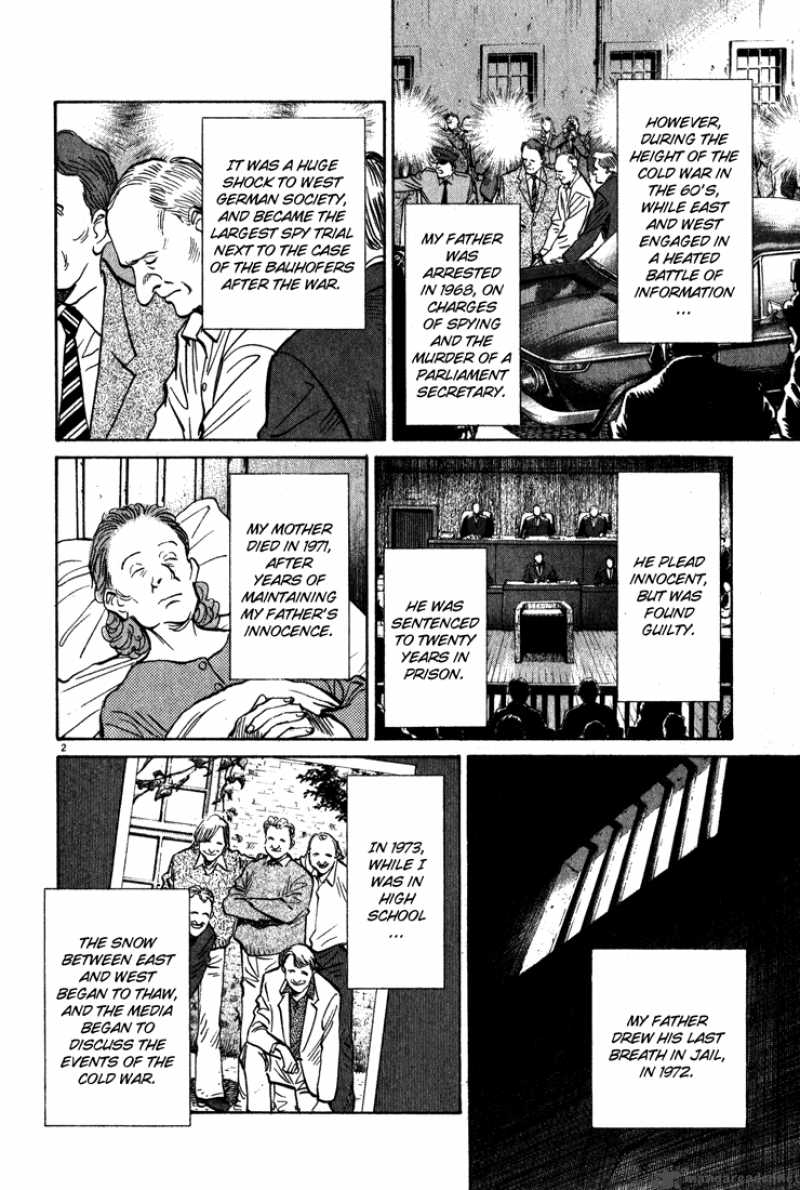 HOWEVER,
DURING THE
HEIGHT OF THE
COLD WAR IN
THE 60'S,
WHILE EAST
AND WEST
ENGAGED IN
A HEATED
BATTLE OF
INFORMATION
...
MY FATHER
WAS
ARRESTED
IN 1968, ON
CHARGES
OF SPYING
AND THE
MURDER OF A
PARLIAMENT
SECRETARY.
IT WAS A HUGE
SHOCK TO WEST
GERMAN SOCIETY,
AND BECAME THE
LARGEST SPY TRIAL
NEXT TO THE CASE
OF THE BAUHOFERS
AFTER THE WAR.
HE PLEAD
INNOCENT,
BUT WAS
FOUND
GUILTY.
HE WAS
SENTENCED
TO TWENTY
YEARS IN
PRISON.
MY MOTHER
DIED IN 1971,
AFTER
YEARS OF
MAINTAINING
MY FATHER'S
INNOCENCE.
2
MY FATHER
DREW HIS LAST
BREATH IN JAIL,
IN 1972.
IN 1973,
WHILE I
WAS IN
HIGH
SCHOOL
...
THE SNOW
BETWEEN EAST
AND WEST
BEGAN TO THAW,
AND THE MEDIA
BEGAN TO
DISCUSS THE
EVENTS OF THE
COLD WAR.